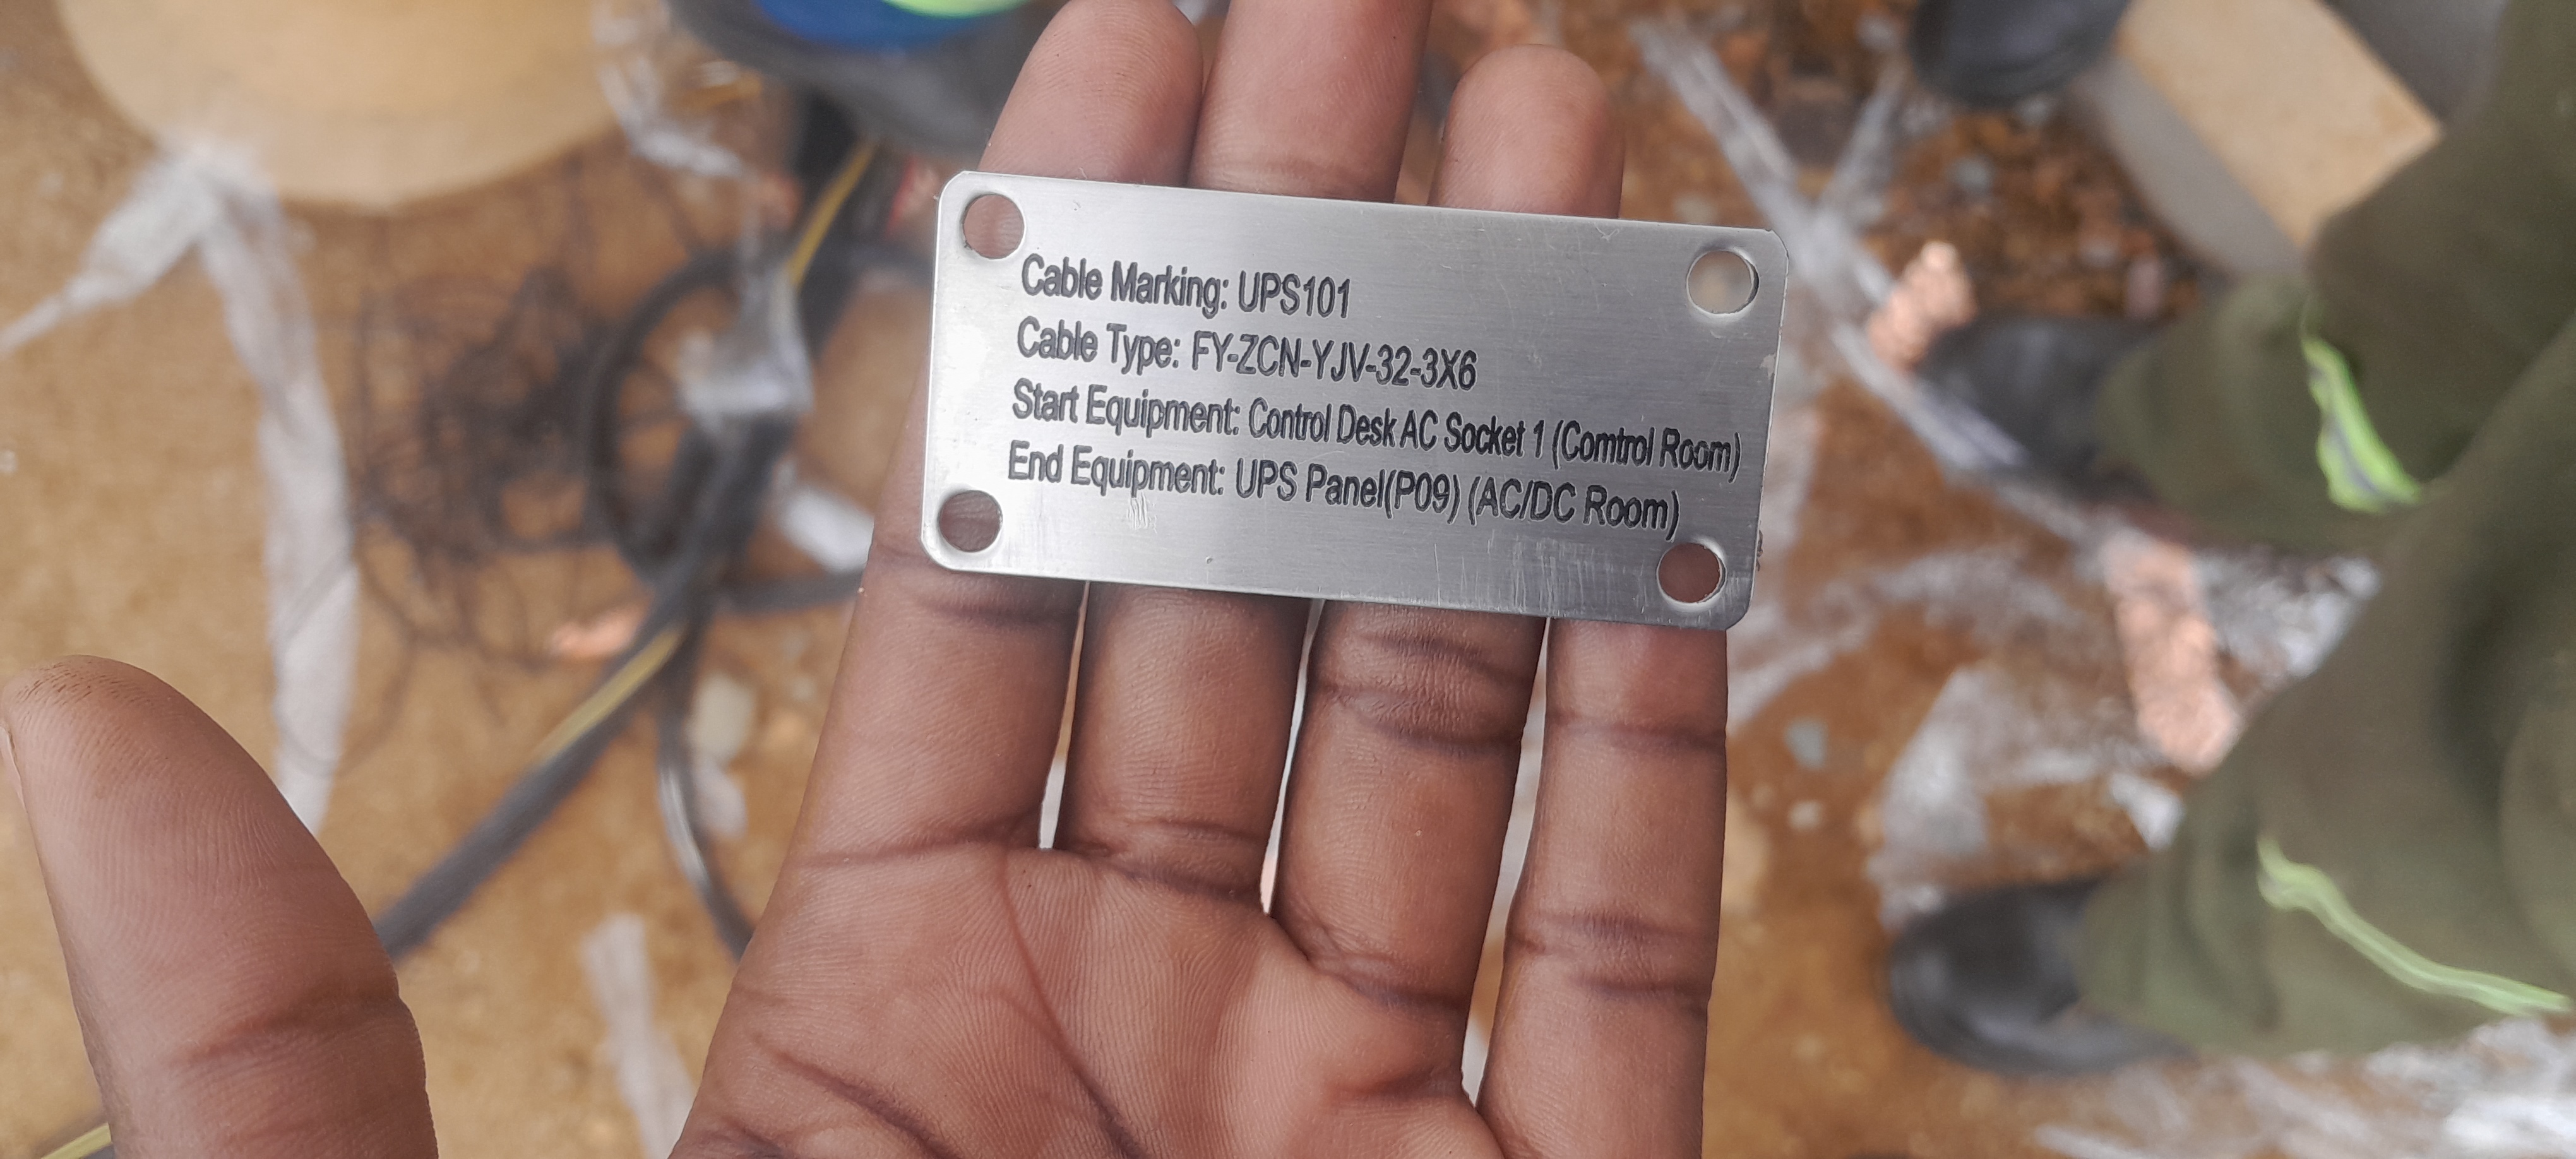 Cable Marking: UPS101
Cable Type: FY-ZCN-YJV-32-3X6
Start Equipment: Control Desk AC Socket 1 (Comtrol Room)
End Equipment: UPS Panel(P09) (AC/DC Room)